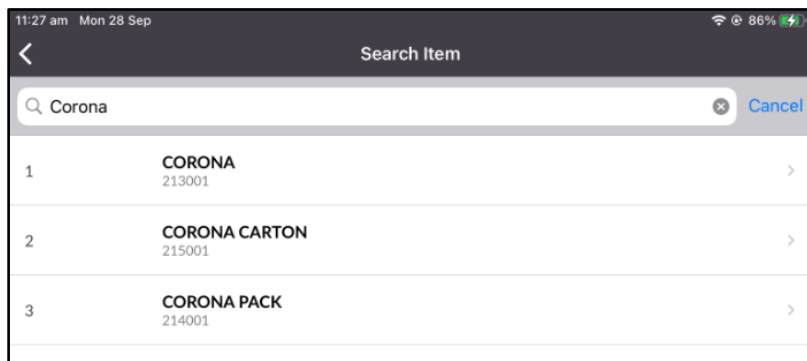 11:27 am Mon 28 Sep 86%
Search Item
Corona Cancel
1 CORONA
213001
2 CORONA CARTON
215001
3 CORONA PACK
214001